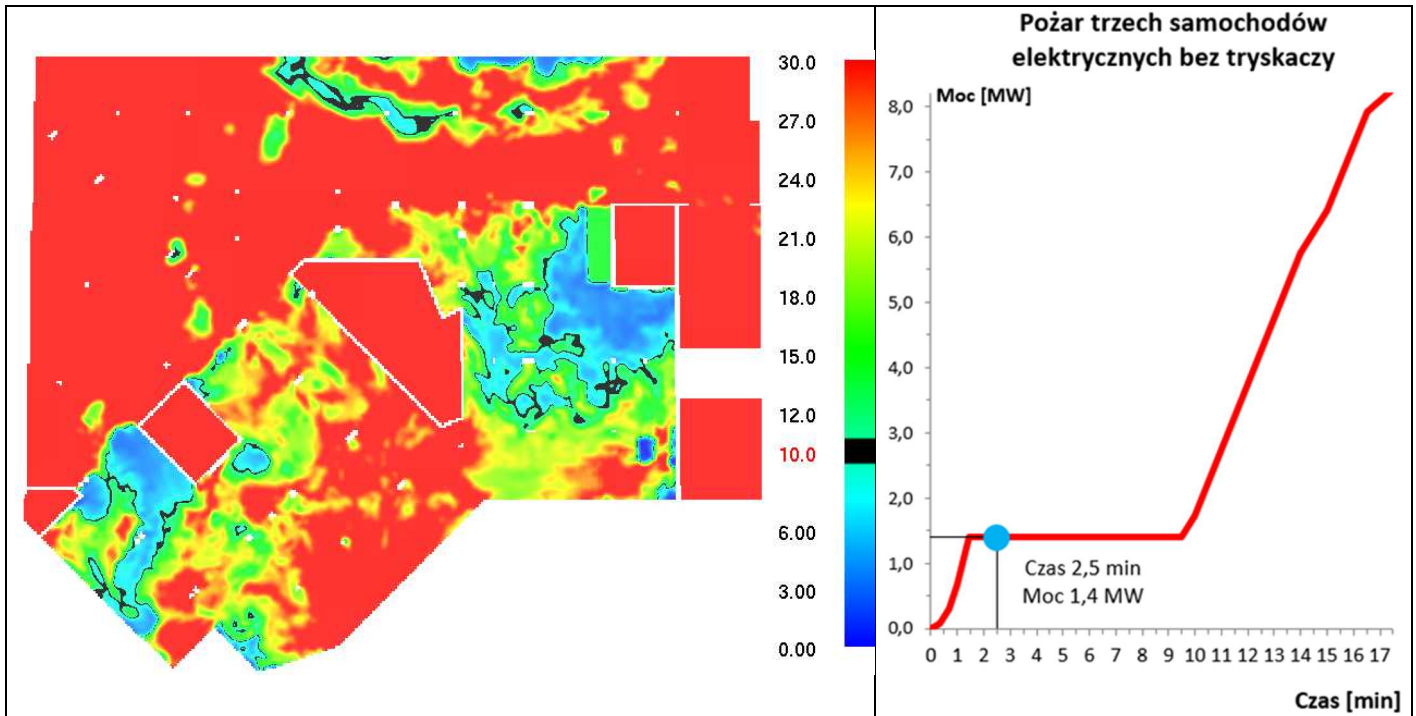 30.0
27.0
24.0
21.0
18.0
15.0
12.0
10.0
6.00
3.00
0.00
Pożar trzech samochodów
elektrycznych bez tryskaczy
Moc [MW]
8,0
7,0
6,0
5,0
4,0
3,0
2,0
1,0
0,0
Czas 2,5 min
Moc 1,4 MW
0 1 2 3 4 5 6 7 8 9 10 11 12 13 14 15 16 17
Czas [min]